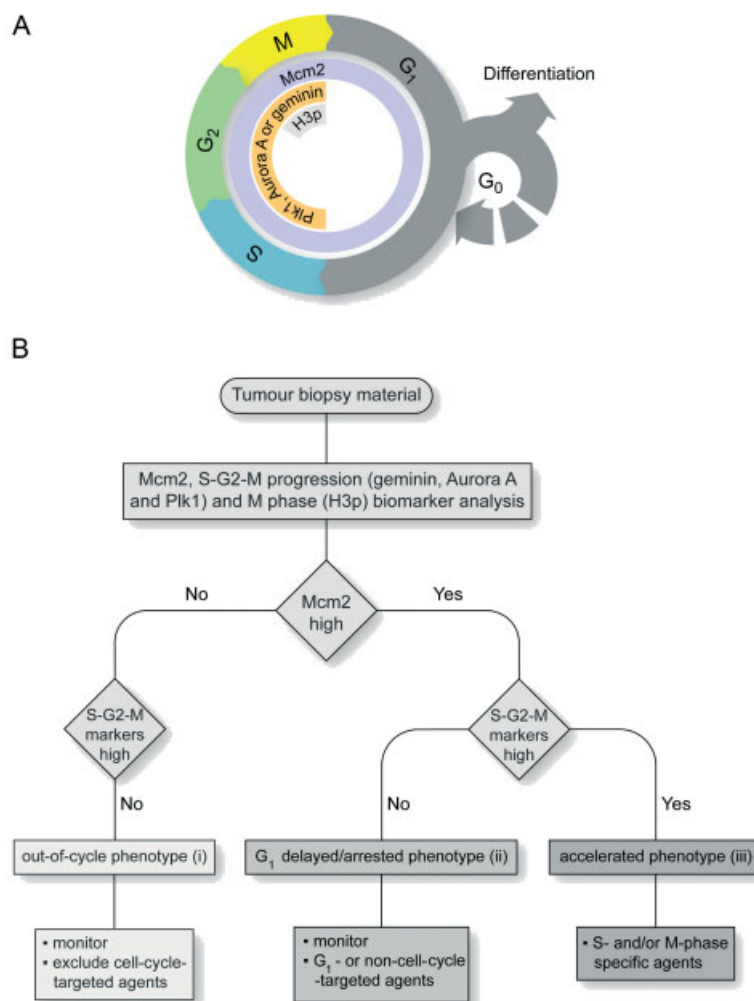 A
M
G1
Mcm2
Differentiation
Plk1, Aurora A or geminin
H3p
G2
G0
S
B
Tumour biopsy material
Mcm2, S-G2-M progression (geminin, Aurora A
and Plk1) and M phase (H3p) biomarker analysis
No
Mcm2
high
Yes
S-G2-M
markers
high
S-G2-M
markers
high
No
No
Yes
out-of-cycle phenotype (i)
G1 delayed/arrested phenotype (ii)
accelerated phenotype (iii)
▪ monitor
▪ exclude cell-cycle-
targeted agents
▪ monitor
▪ G1 - or non-cell-cycle
-targeted agents
▪ S- and/or M-phase
specific agents